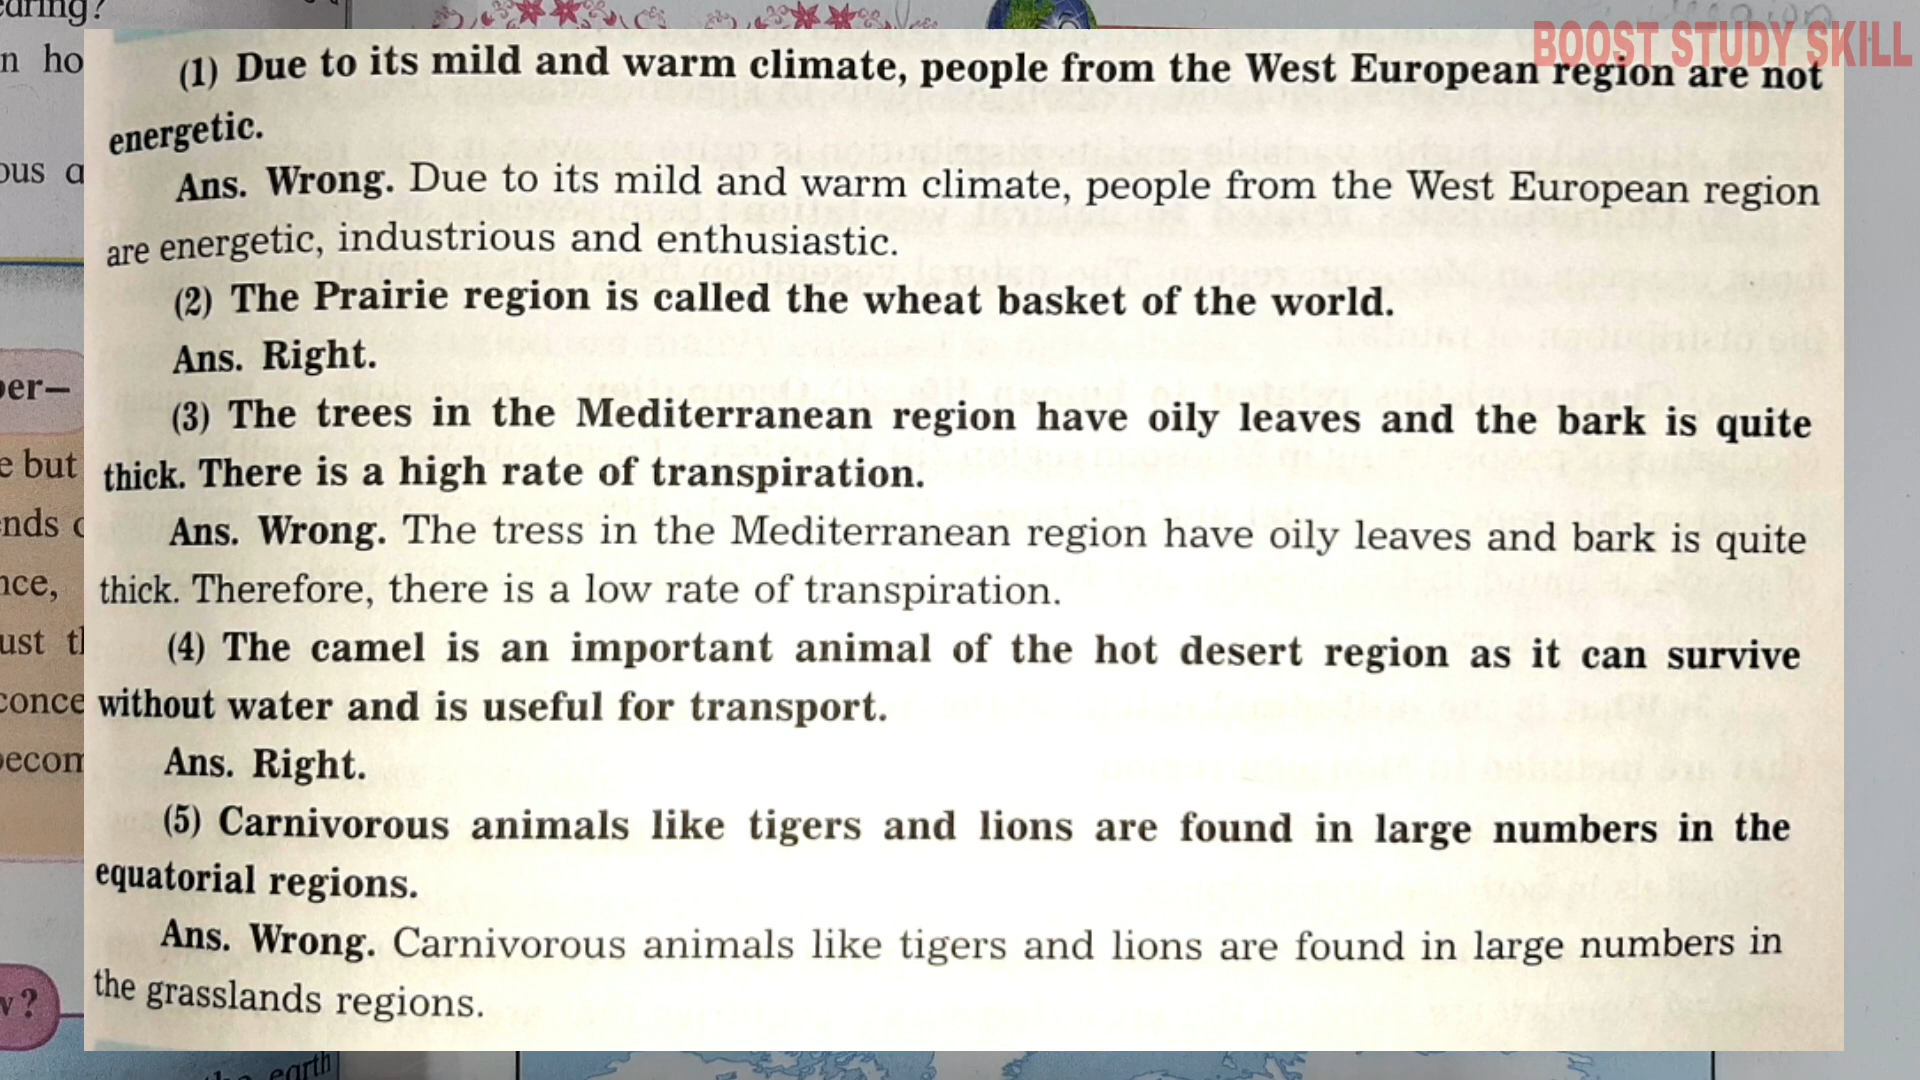 BOOST STUDY SKILL
(1) Due to its mild and warm climate, people from the West European region are not
energetic.
Ans. Wrong. Due to its mild and warm climate, people from the West European region
are energetic, industrious and enthusiastic.
(2) The Prairie region is called the wheat basket of the world.
Ans. Right.
(3) The trees in the Mediterranean region have oily leaves and the bark is quite
thick. There is a high rate of transpiration.
Ans. Wrong. The tress in the Mediterranean region have oily leaves and bark is quite
thick. Therefore, there is a low rate of transpiration.
(4) The camel is an important animal of the hot desert region as it can survive
without water and is useful for transport.
Ans. Right.
(5) Carnivorous animals like tigers and lions are found in large numbers in the
equatorial regions.
Ans. Wrong. Carnivorous animals like tigers and lions are found in large numbers in
the grasslands regions.
but
earth